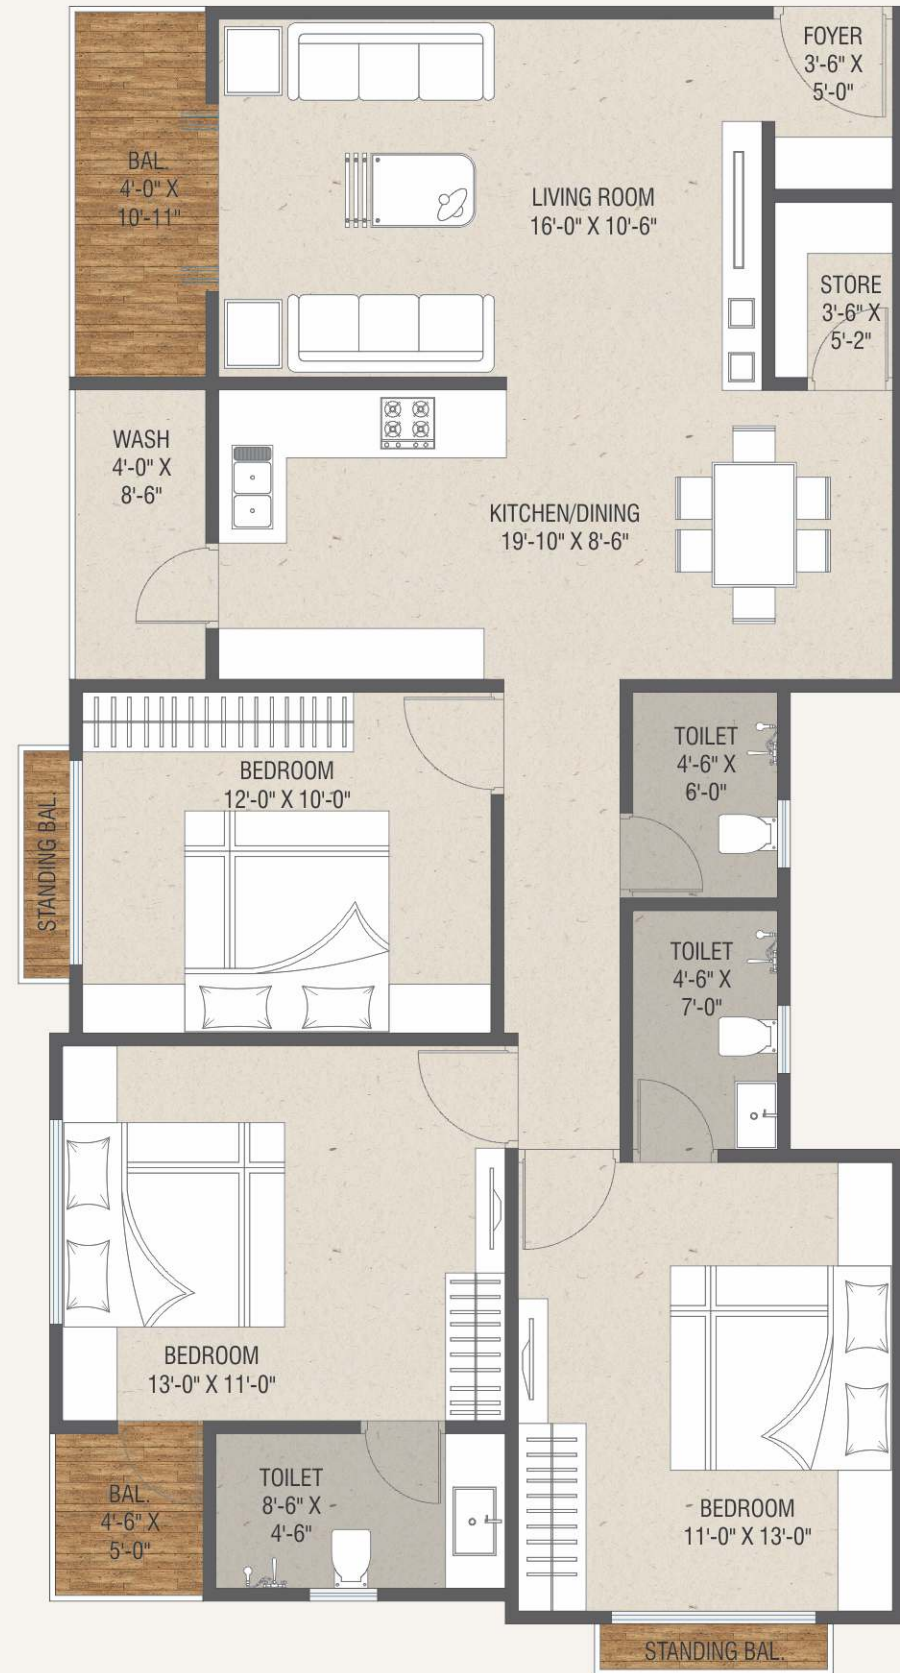 FOYER
3'-6" X
5'-0"
BAL.
4'-0" X
10'-11"
LIVING ROOM
16'-0" X 10'-6"
STORE
3'-6" X
5'-2"
WASH
4'-0" X
8'-6"
KITCHEN/DINING
19'-10" X 8'-6"
TOILET
4'-6" X
6'-0"
BEDROOM
12'-0" X 10'-0"
STANDING BAL.
TOILET
4'-6" X
7'-0"
BEDROOM
13'-0" X 11'-0"
BAL.
4'-6" X
5'-0"
TOILET
8'-6" X
4'-6"
BEDROOM
11'-0" X 13'-0"
STANDING BAL.